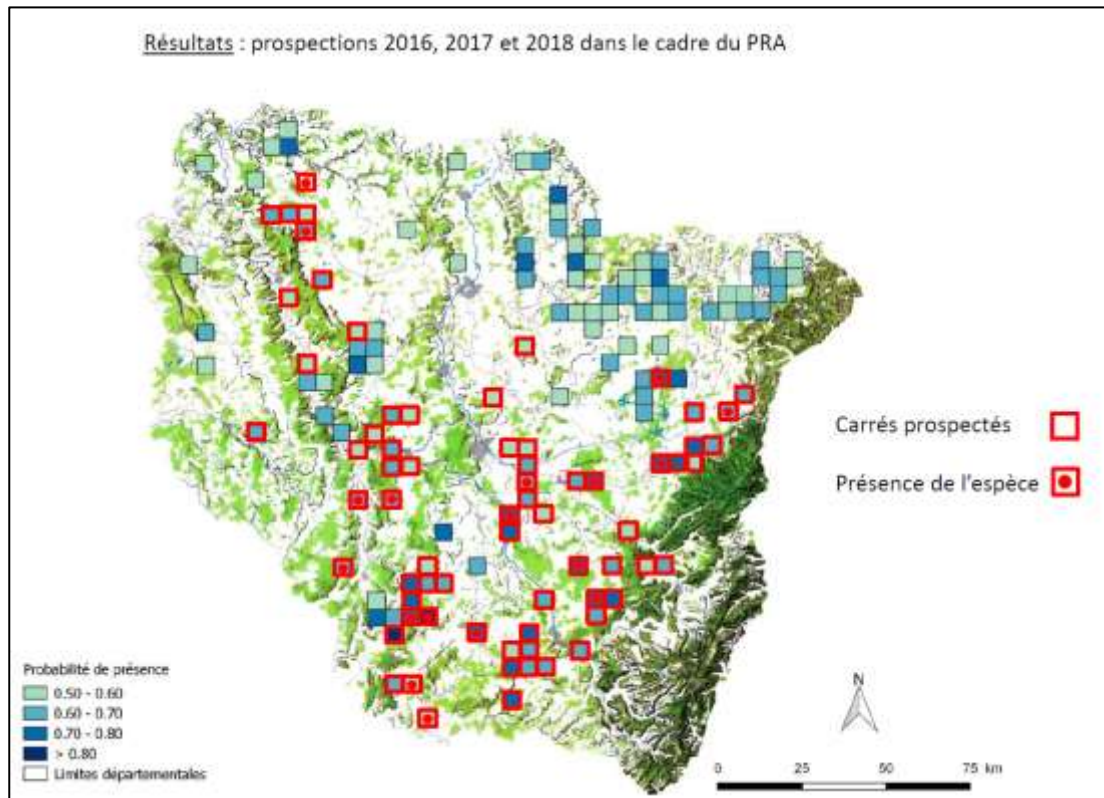 Résultats : prospections 2016, 2017 et 2018 dans le cadre du PRA
Carrés prospectés
Présence de l'espèce
Probabilité de présence
0.50 - 0.60
0.60 - 0.70
0.70 - 0.80
> 0.80
Limites départementales
N
0 25 50 75 km